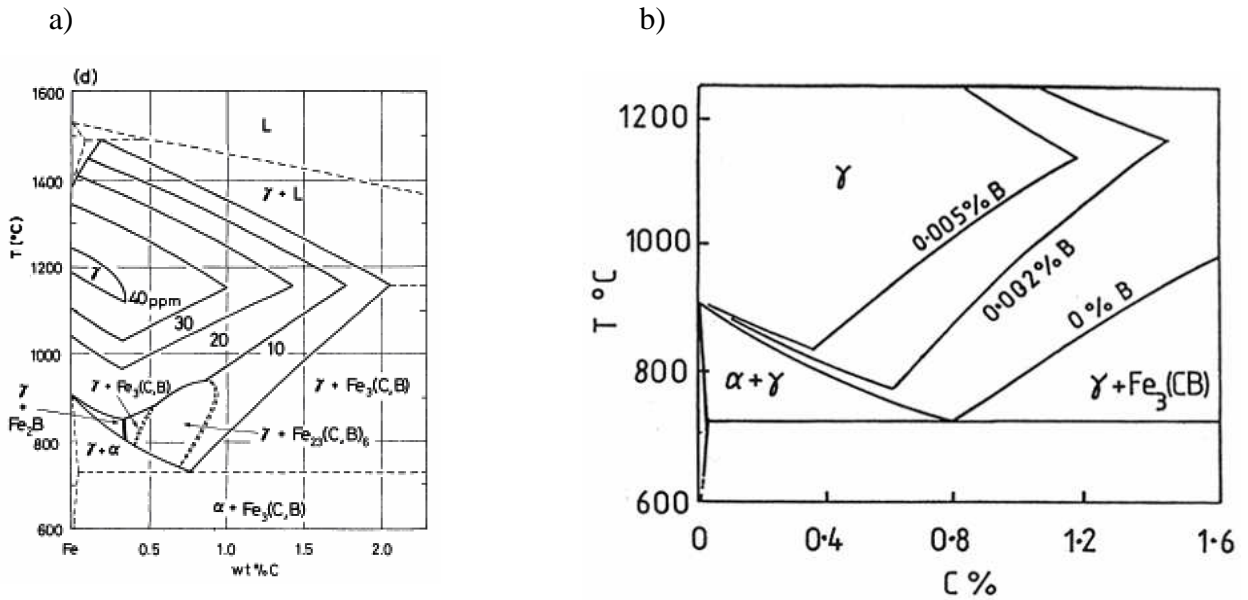 a)
b)
(d)
1600
1400
1200
1000
800
600
T (°C)
L
γ + L
γ
40 ppm
30
20
10
γ + Fe₃(C,B)
γ + Fe₃(C,B)
γ
+
Fe₂B
γ + α
γ + Fe₂₃(C,B)₆
α + Fe₃(C,B)
Fe
0.5
1.0
1.5
2.0
wt % C
1200
1000
800
600
T °C
γ
0·005% B
0·002% B
0% B
α + γ
γ + Fe₃(CB)
0
0·4
0·8
1·2
1·6
C %